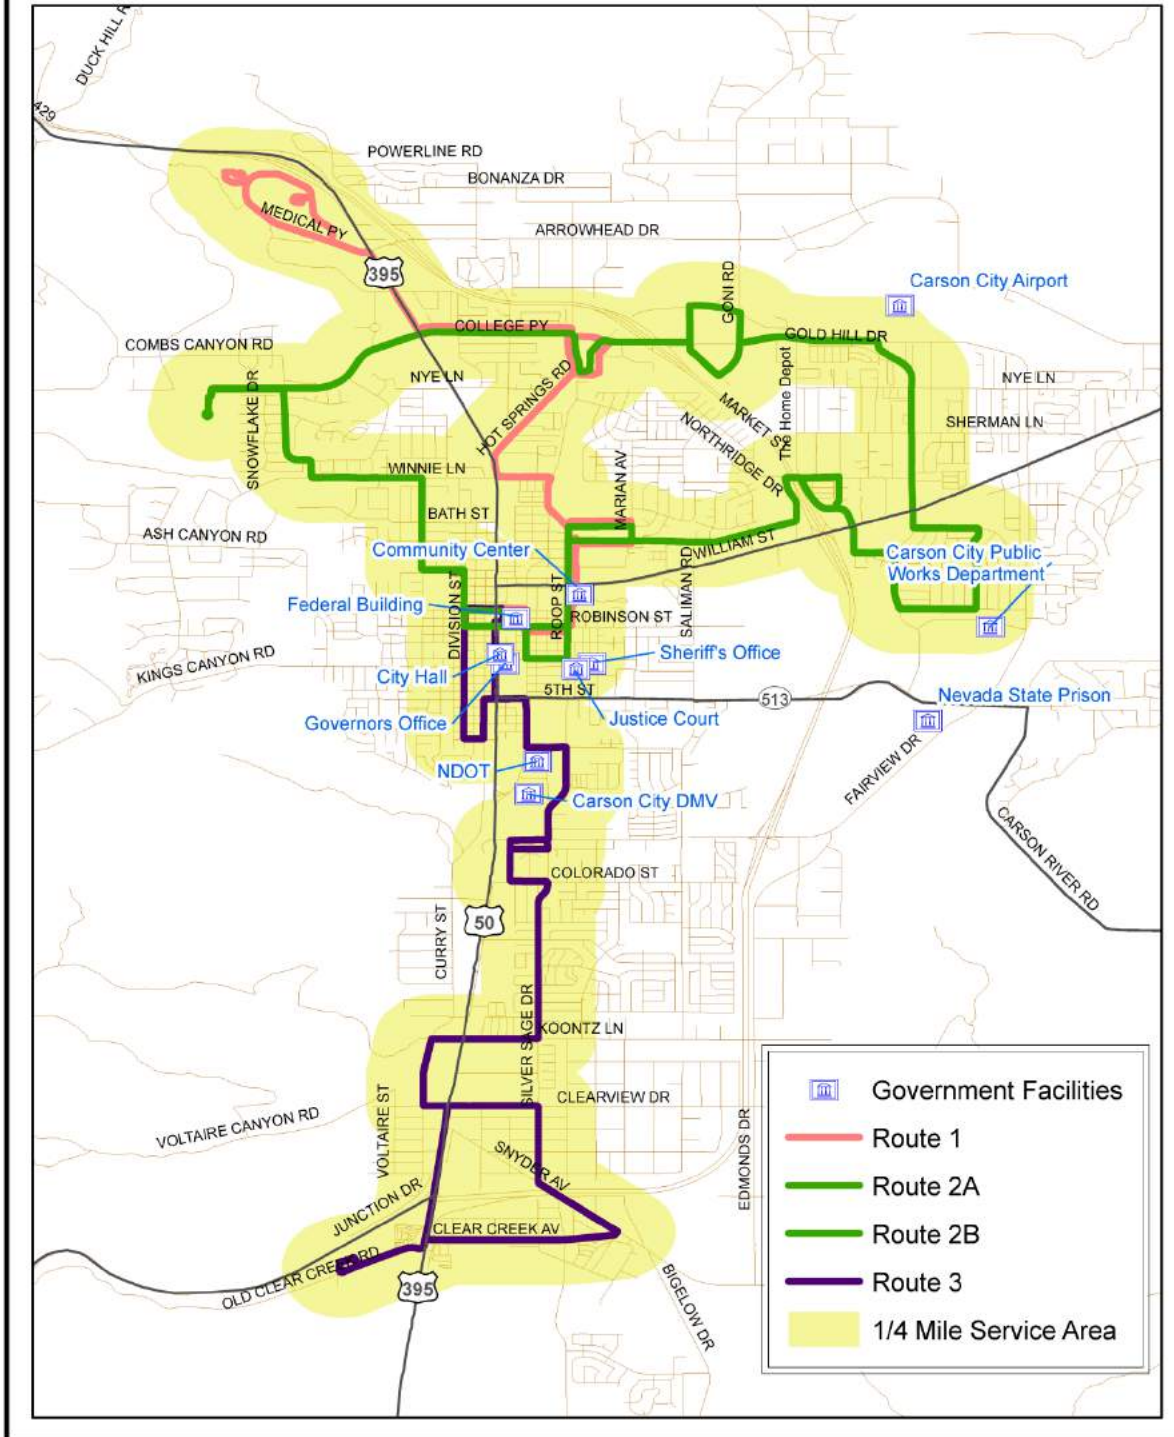 DUCK HILL R
429
POWERLINE RD
BONANZA DR
MEDICAL PY
ARROWHEAD DR
395
GONI RD
Carson City Airport
COLLEGE PY
GOLD HILL DR
COMBS CANYON RD
NYE LN
The Home Depot
NYE LN
SNOWFLAKE DR
HOT SPRINGS RD
MARKET ST
NORTHRIDGE DR
SHERMAN LN
WINNIE LN
MARIAN AV
BATH ST
ASH CANYON RD
Community Center
WILLIAM ST
Carson City Public
Works Department
DIVISION ST
ROOP ST
SALIMAN RD
Federal Building
ROBINSON ST
KINGS CANYON RD
City Hall
Sheriff's Office
5TH ST
513
Nevada State Prison
Governors Office
Justice Court
NDOT
FAIRVIEW DR
Carson City DMV
CARSON RIVER RD
COLORADO ST
50
CURRY ST
SILVER SAGE DR
KOONTZ LN
VOLTAIRE ST
CLEARVIEW DR
VOLTAIRE CANYON RD
SNYDER AV
EDMONDS DR
JUNCTION DR
CLEAR CREEK AV
OLD CLEAR CREEK RD
395
BIGELOW DR
Government Facilities
Route 1
Route 2A
Route 2B
Route 3
1/4 Mile Service Area